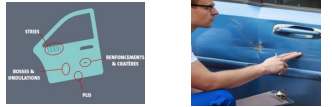 STRIES
RENFONCEMENTS
& CRATÈRES
BOSSES &
ONDULATIONS
PLIS